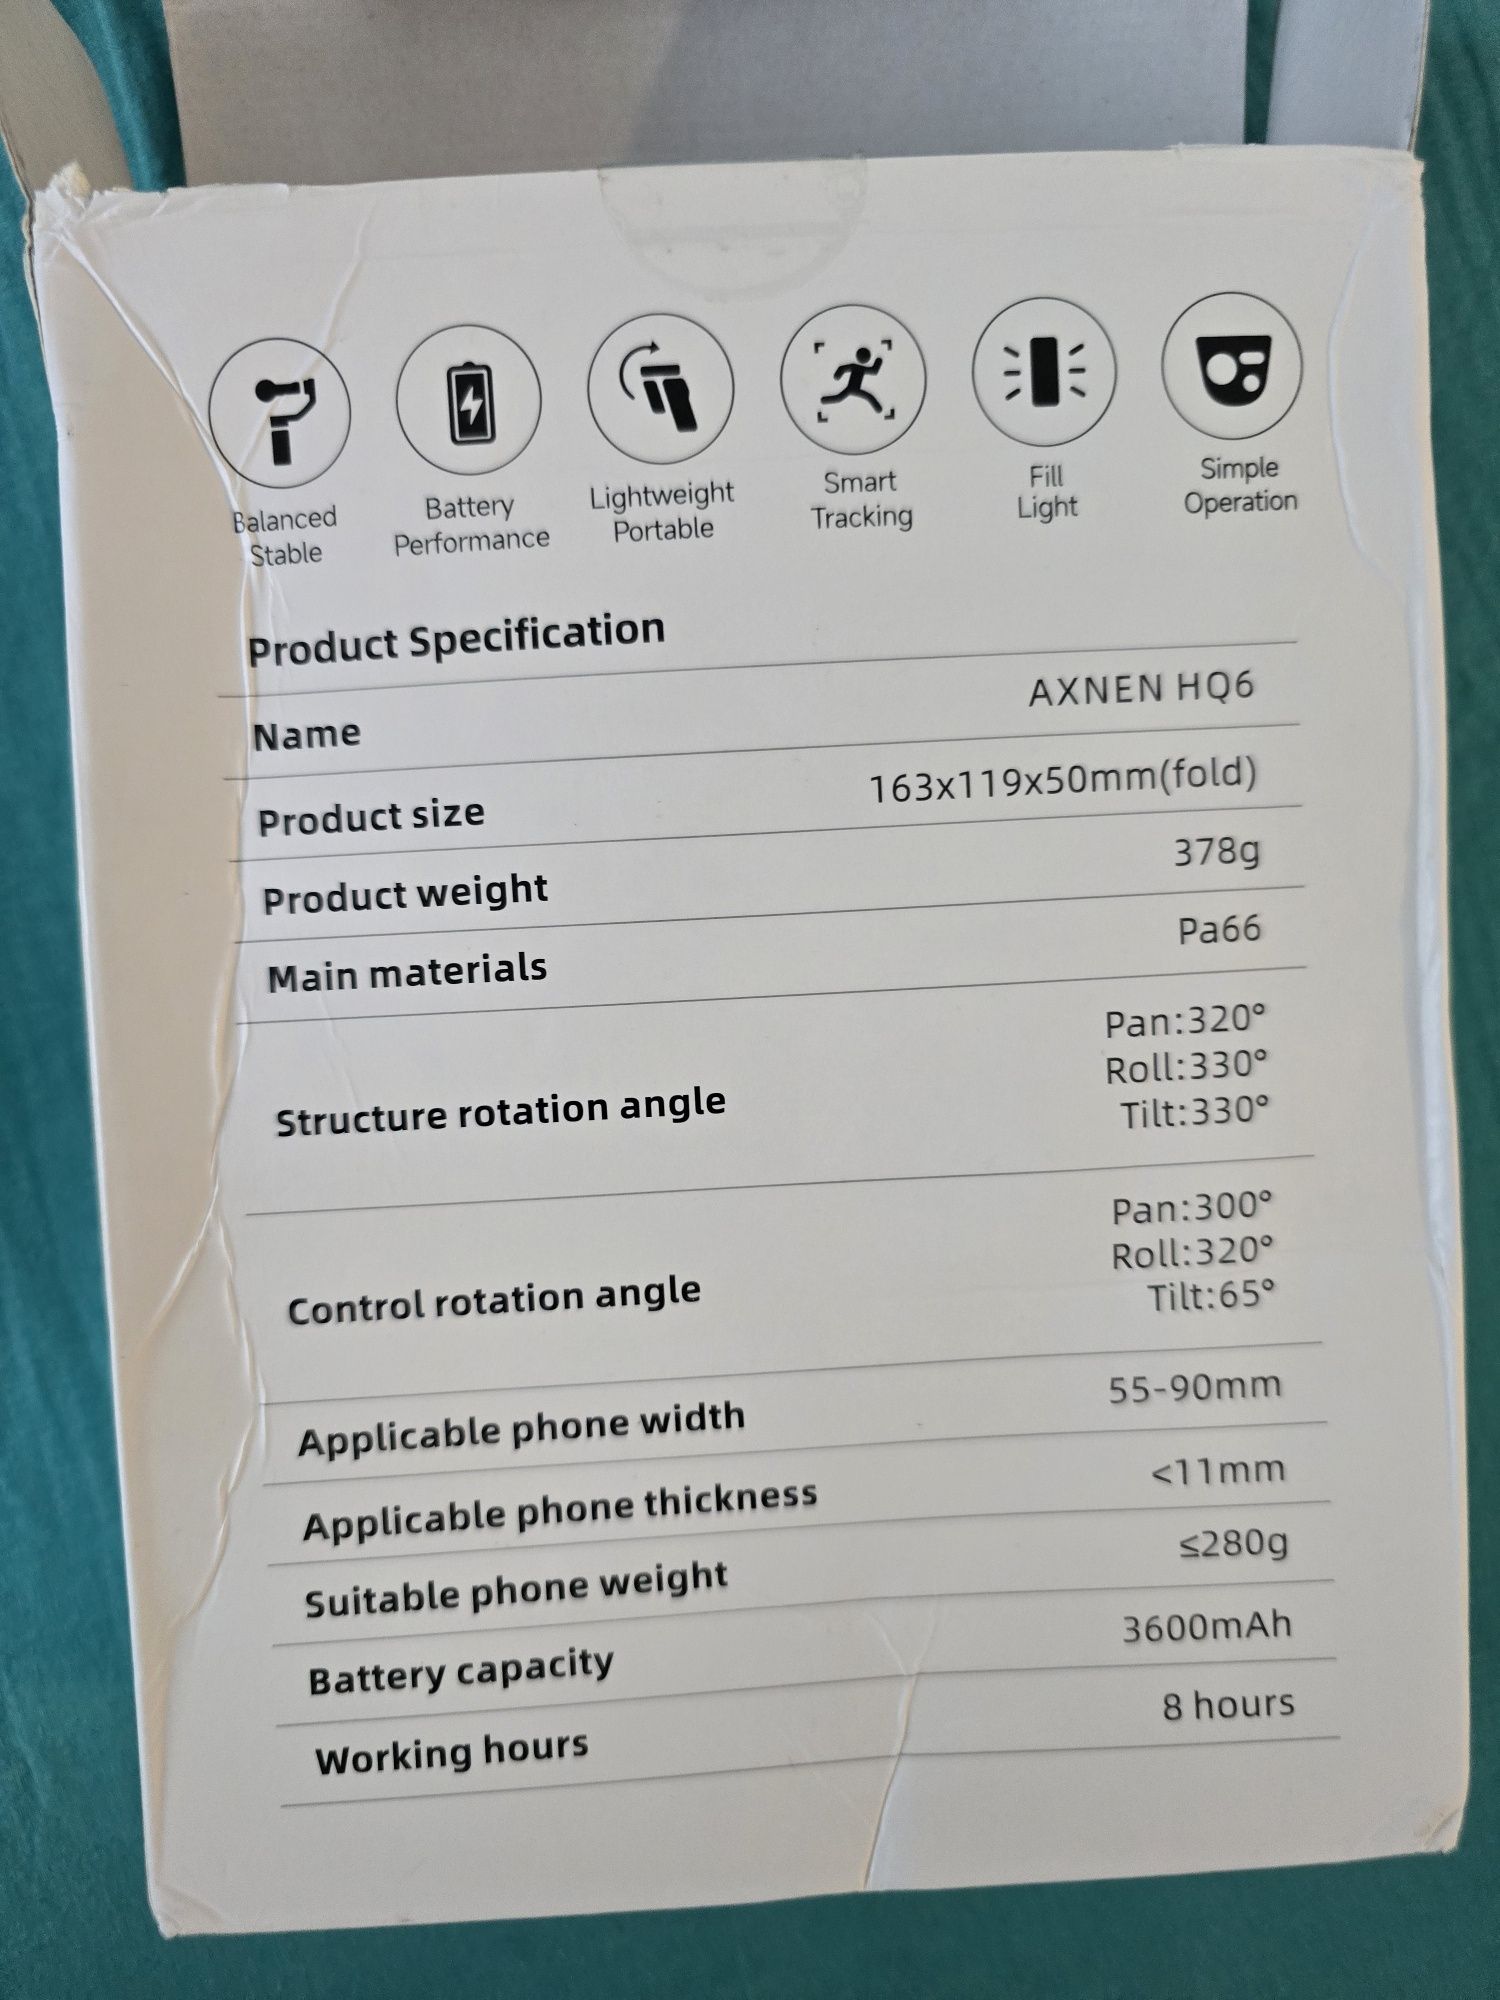 Balanced
Stable
Battery
Performance
Lightweight
Portable
Smart
Tracking
Fill
Light
Simple
Operation
Product Specification
Name AXNEN HQ6
Product size 163x119x50mm(fold)
Product weight 378g
Main materials Pa66
Structure rotation angle
Pan:320°
Roll:330°
Tilt:330°
Control rotation angle
Pan:300°
Roll:320°
Tilt:65°
Applicable phone width 55-90mm
Applicable phone thickness <11mm
Suitable phone weight ≤280g
Battery capacity 3600mAh
Working hours 8 hours